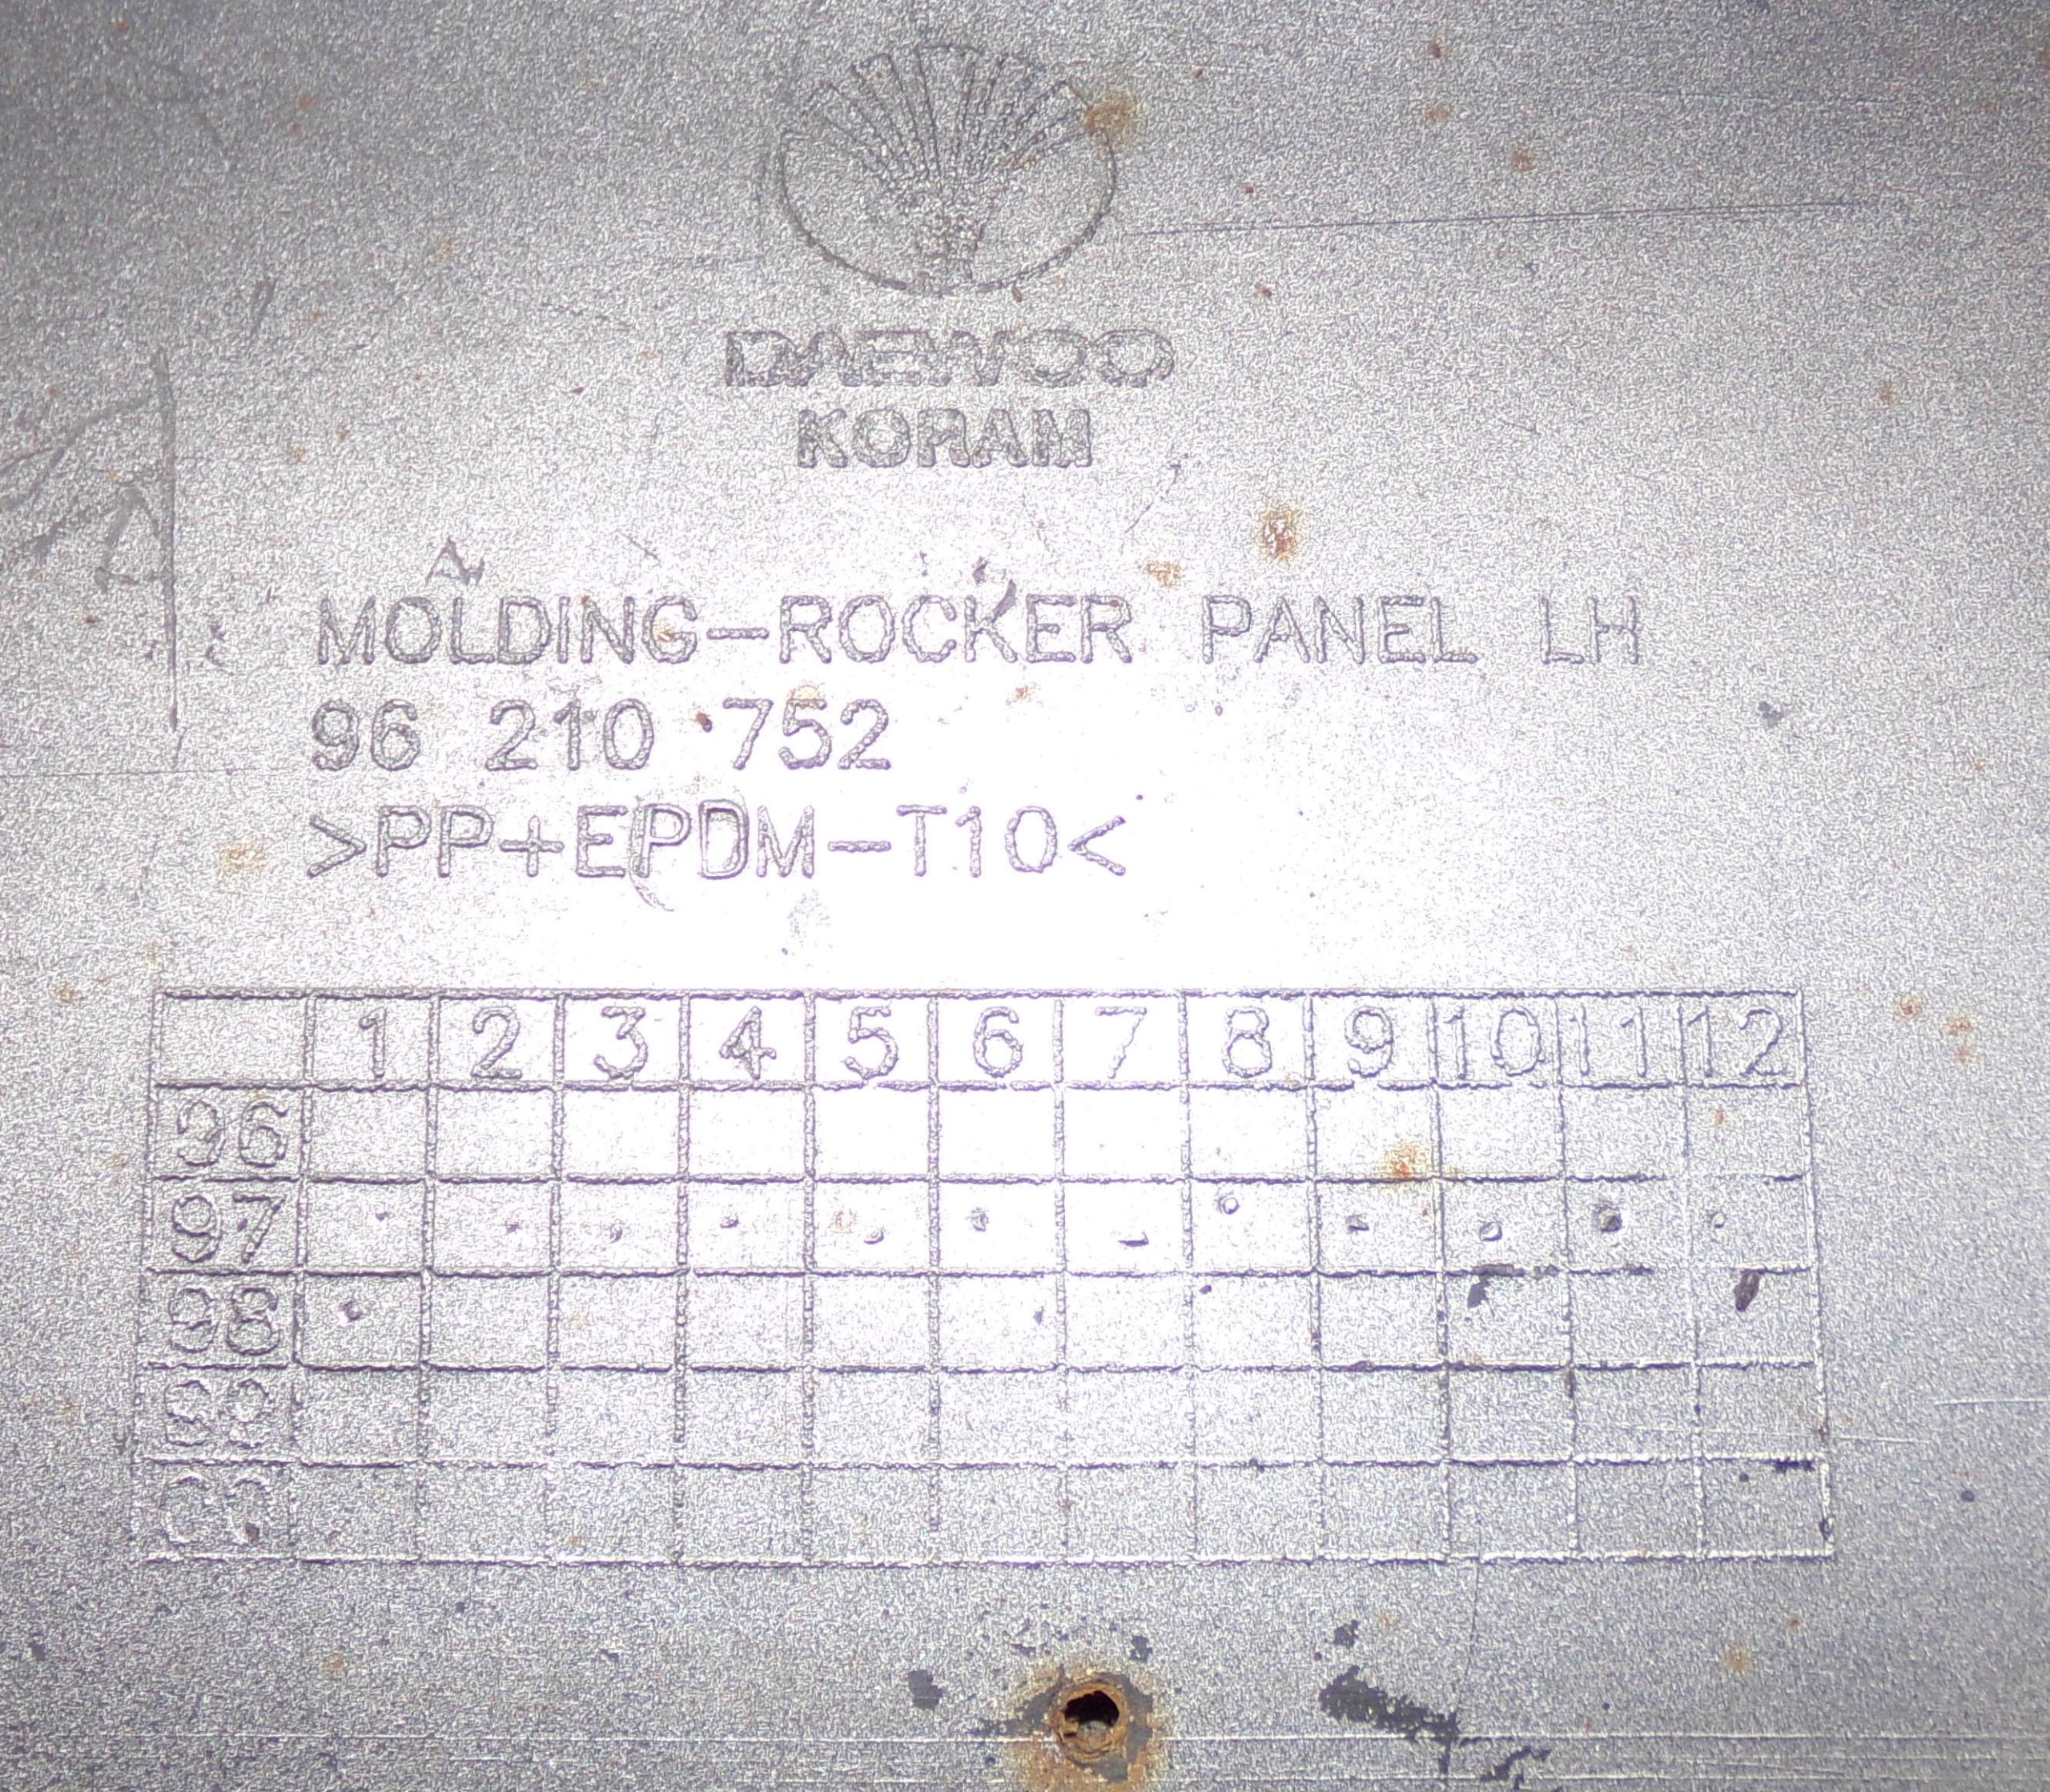 DAEWOO
KORAM
MOLDING-ROCKER PANEL LH
96 210 752
>PP+EPDM-T10<
1 2 3 4 5 6 7 8 9 10 11 12
96
97
98
99